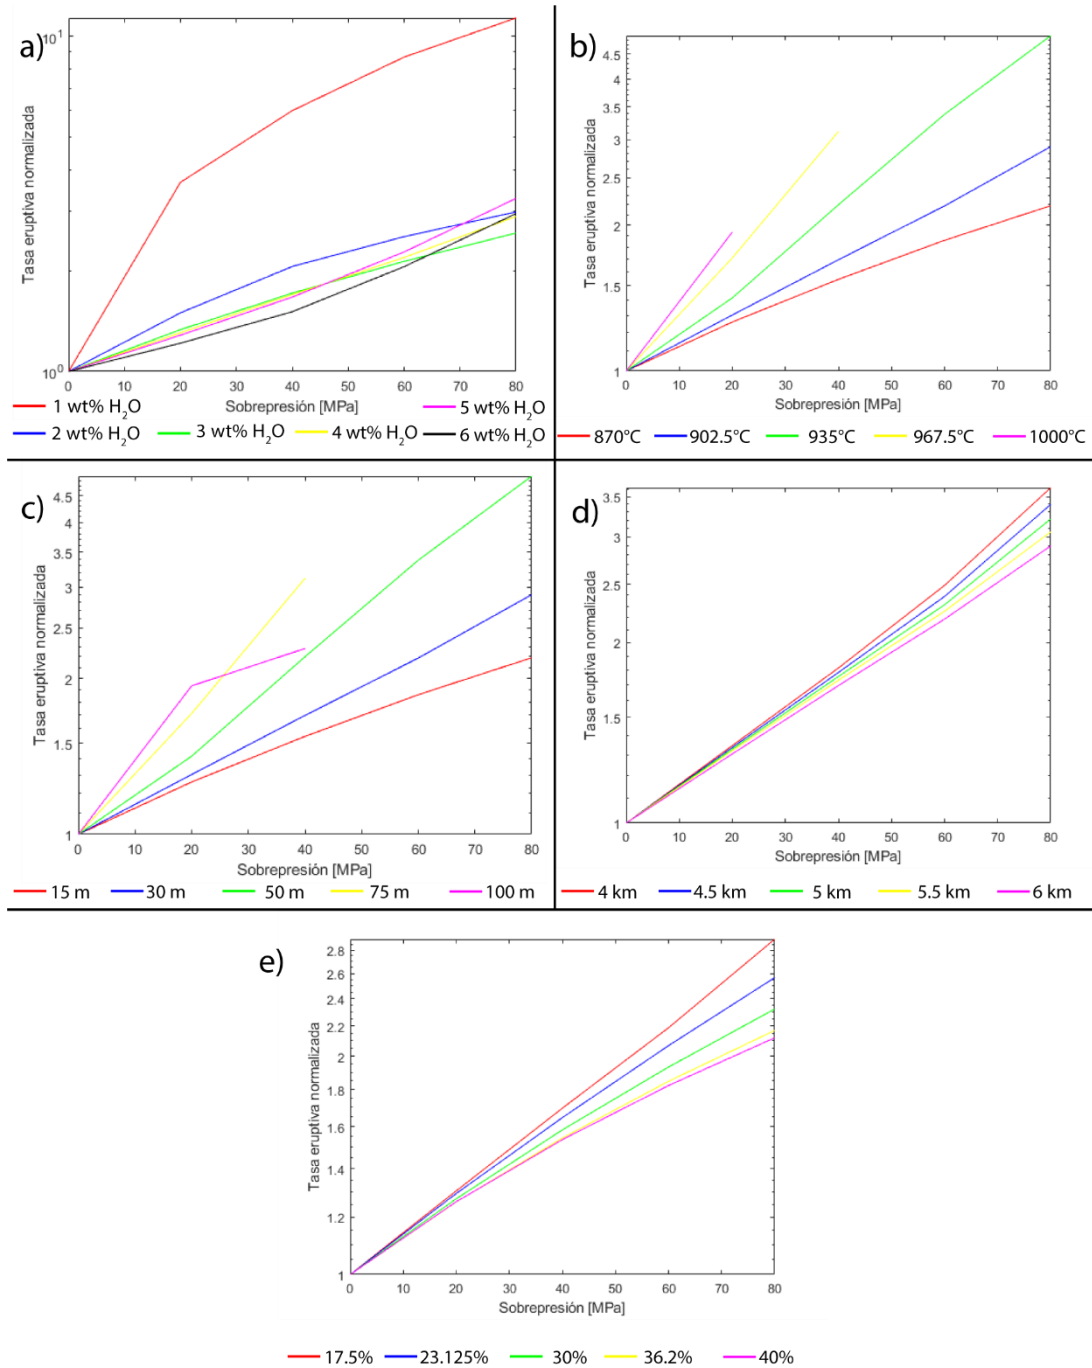 a)
Tasa eruptiva normalizada
10^1
10^0
0 10 20 30 40 50 60 70 80
Sobrepresión [MPa]
1 wt% H2O
5 wt% H2O
2 wt% H2O
3 wt% H2O
4 wt% H2O
6 wt% H2O
b)
Tasa eruptiva normalizada
4.5
4
3.5
3
2.5
2
1.5
1
0 10 20 30 40 50 60 70 80
Sobrepresión [MPa]
870°C 902.5°C 935°C 967.5°C 1000°C
c)
Tasa eruptiva normalizada
4.5
4
3.5
3
2.5
2
1.5
1
0 10 20 30 40 50 60 70 80
Sobrepresión [MPa]
15 m 30 m 50 m 75 m 100 m
d)
Tasa eruptiva normalizada
3.5
3
2.5
2
1.5
1
0 10 20 30 40 50 60 70 80
Sobrepresión [MPa]
4 km 4.5 km 5 km 5.5 km 6 km
e)
Tasa eruptiva normalizada
2.8
2.6
2.4
2.2
2
1.8
1.6
1.4
1.2
1
0 10 20 30 40 50 60 70 80
Sobrepresión [MPa]
17.5% 23.125% 30% 36.2% 40%